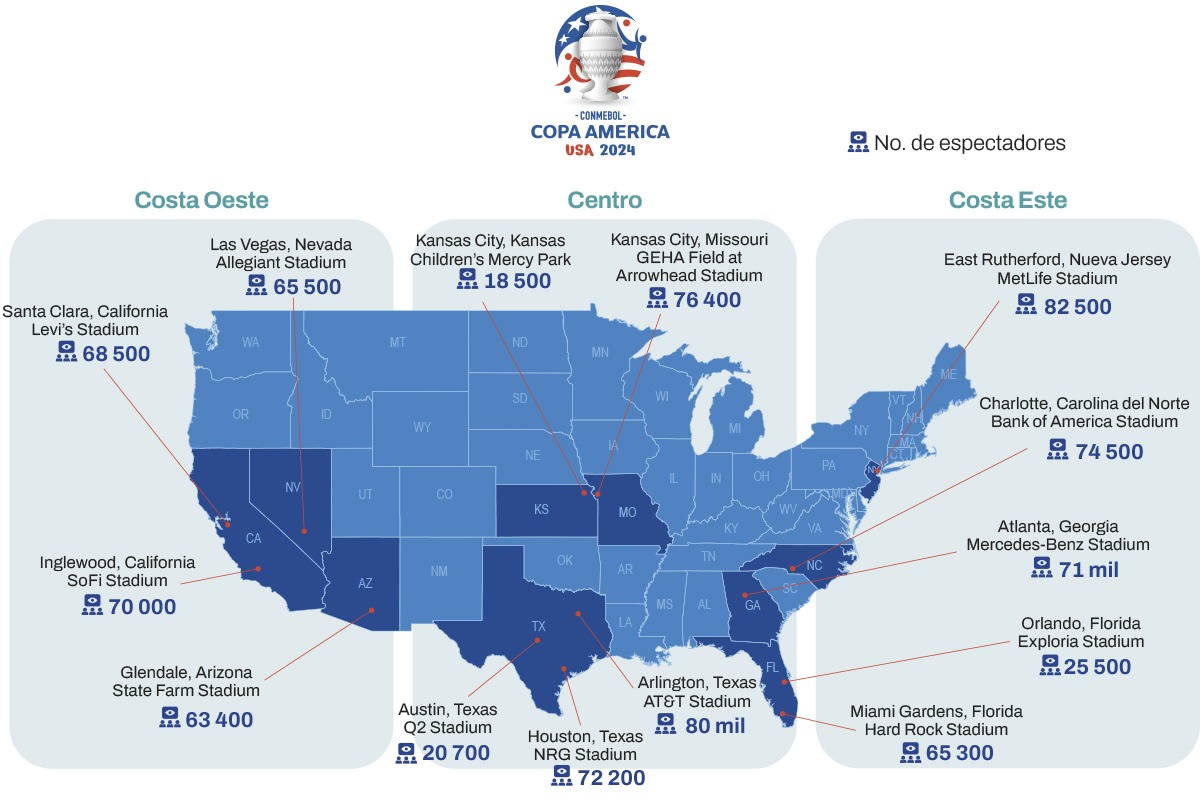 - CONMEBOL -
COPA AMERICA
USA 2024
TM
No. de espectadores
Costa Oeste
Centro
Costa Este
Las Vegas, Nevada
Allegiant Stadium
65 500
Santa Clara, California
Levi's Stadium
68 500
Inglewood, California
SoFi Stadium
70 000
Glendale, Arizona
State Farm Stadium
63 400
Kansas City, Kansas
Children's Mercy Park
18 500
Kansas City, Missouri
GEHA Field at
Arrowhead Stadium
76 400
Austin, Texas
Q2 Stadium
20 700
Houston, Texas
NRG Stadium
72 200
Arlington, Texas
AT&T Stadium
80 mil
East Rutherford, Nueva Jersey
MetLife Stadium
82 500
Charlotte, Carolina del Norte
Bank of America Stadium
74 500
Atlanta, Georgia
Mercedes-Benz Stadium
71 mil
Orlando, Florida
Exploria Stadium
25 500
Miami Gardens, Florida
Hard Rock Stadium
65 300
WA
MT
ND
MN
OR
ID
WY
SD
WI
MI
NY
VT
NH
ME
MA
CT
NV
UT
CO
NE
IA
IL
IN
OH
PA
MD
CA
AZ
NM
KS
MO
KY
WV
VA
OK
AR
TN
NC
SC
TX
LA
MS
AL
GA
FL